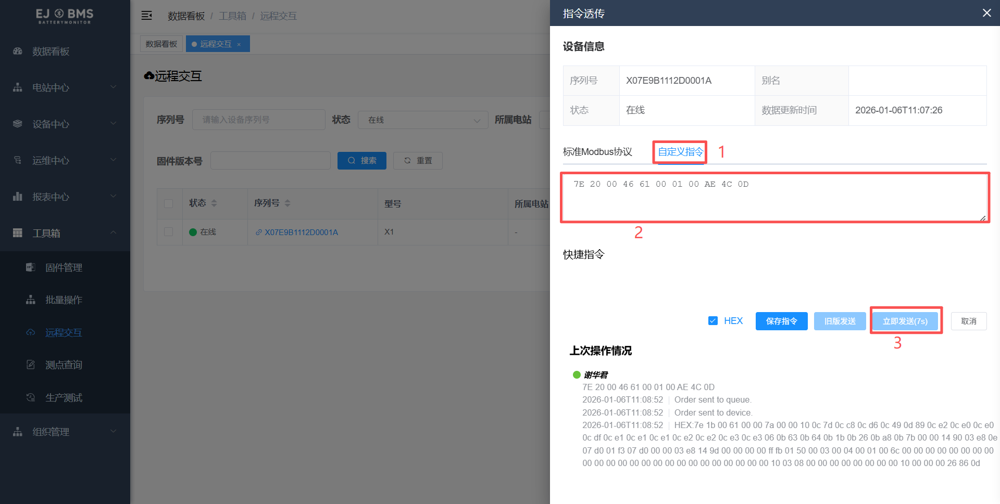 EJ BMS
BATTERYMONITOR
数据看板
电站中心
设备中心
运维中心
报表中心
工具箱
固件管理
批量操作
远程交互
测点查询
生产测试
组织管理
数据看板 / 工具箱 / 远程交互
数据看板
远程交互 ×
远程交互
序列号 请输入设备序列号 状态 在线 所属电站
固件版本号 搜索 重置
状态 序列号 型号 所属电站
在线 X07E9B1112D0001A X1 -
指令透传
设备信息
序列号 X07E9B1112D0001A 别名
状态 在线 数据更新时间 2026-01-06T11:07:26
标准Modbus协议 自定义指令 1
7E 20 00 46 61 00 01 00 AE 4C 0D
2
快捷指令
HEX 保存指令 旧版发送 立即发送(7s) 取消
3
上次操作情况
谢华君
7E 20 00 46 61 00 01 00 AE 4C 0D
2026-01-06T11:08:52 Order sent to queue.
2026-01-06T11:08:52 Order sent to device.
2026-01-06T11:08:52 HEX:7e 1b 00 61 00 00 7a 00 00 10 0c 7d 0c c8 0c d6 0c 49 0d 89 0c e2 0c e0 0c e0
0c df 0c e1 0c e1 0c e1 0c e2 0c e2 0c e3 0c e3 06 0b 63 0b 64 0b 1b 0b 26 0b a8 0b 7b 00 00 14 90 03 e8 0e
07 d0 01 f3 07 d0 00 00 03 e8 14 9d 00 00 00 00 ff fb 01 50 00 03 00 04 00 01 00 6c 00 00 00 00 00 00 00 00
00 00 00 00 00 00 00 00 00 00 00 00 00 00 00 00 10 03 08 00 00 00 00 00 00 00 00 10 00 00 00 26 86 0d